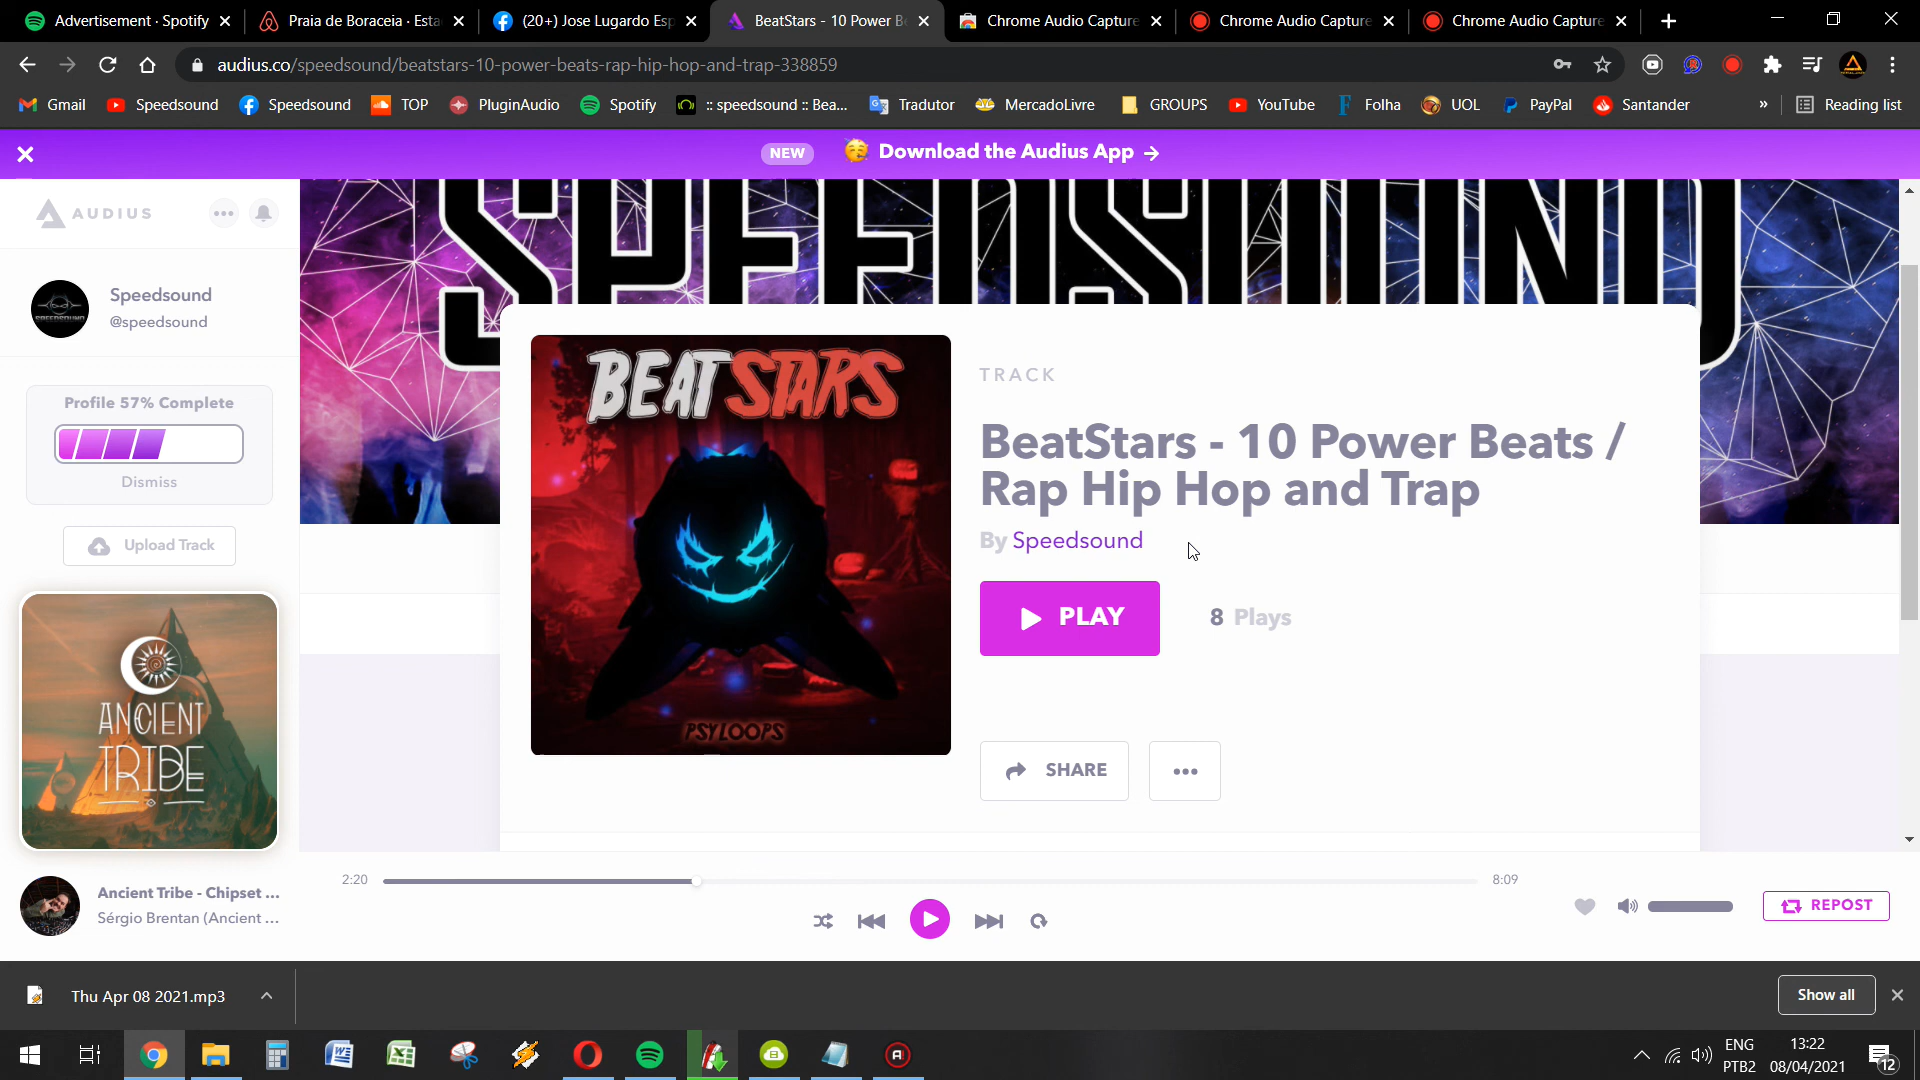 Advertisement · Spotify
Praia de Boraceia · Esta
(20+) Jose Lugardo Esp
BeatStars - 10 Power B
Chrome Audio Capture
Chrome Audio Capture
Chrome Audio Capture
audius.co/speedsound/beatstars-10-power-beats-rap-hip-hop-and-trap-338859
Gmail
Speedsound
Speedsound
TOP
PluginAudio
Spotify
:: speedsound :: Bea...
Tradutor
MercadoLivre
GROUPS
YouTube
Folha
UOL
PayPal
Santander
»
Reading list
NEW
Download the Audius App →
AUDIUS
SPEEDSOUND
Speedsound
@speedsound
SPEEDSOUND
Profile 57% Complete
Dismiss
Upload Track
ANCIENT
TRIBE
BEATSTARS
PSYLOOPS
TRACK
BeatStars - 10 Power Beats /
Rap Hip Hop and Trap
By Speedsound
PLAY
8 Plays
SHARE
Ancient Tribe - Chipset ...
Sérgio Brentan (Ancient ...
2:20
8:09
REPOST
Thu Apr 08 2021.mp3
Show all
ENG
PTB2
13:22
08/04/2021
12